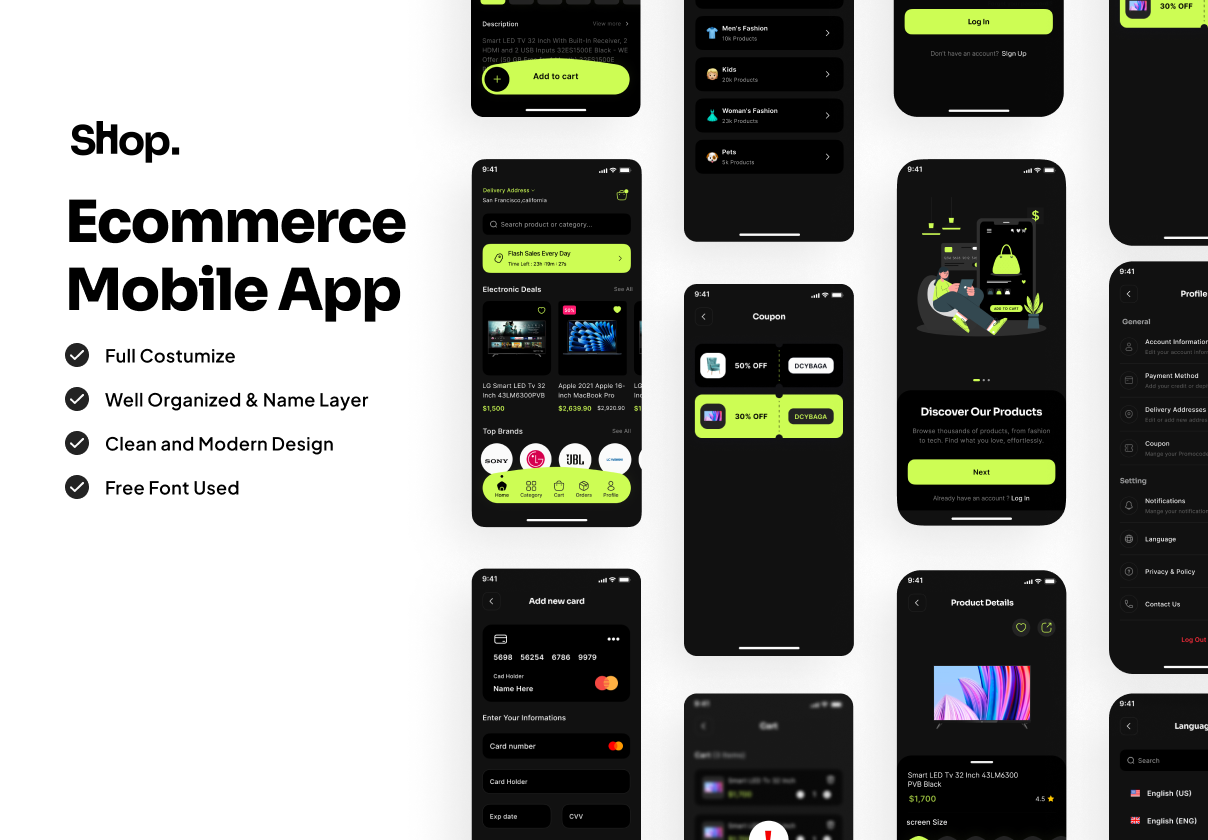 Shop.
Ecommerce
Mobile App
Full Costumize
Well Organized & Name Layer
Clean and Modern Design
Free Font Used
Description
View more
Smart LED TV 32 Inch With Built-In Receiver, 2
HDMI and 2 USB Inputs 32ES1500E Black - WE
Add to cart
9:41
Delivery Address
San Francisco,california
Search product or category...
Flash Sales Every Day
Time Left : 23h :19m : 27s
Electronic Deals
See All
50%
LG Smart LED Tv 32
Inch 43LM6300PVB
$1,500
Apple 2021 Apple 16-
Inch MacBook Pro
$2,639.90 $2,920.90
Top Brands
See All
SONY
LG
JBL
Home
Category
Cart
Orders
Profile
9:41
Add new card
5698 56254 6786 9979
Cad Holder
Name Here
Enter Your Informations
Card number
Card Holder
Exp date
CVV
Men's Fashion
10k Products
Kids
20k Products
Woman's Fashion
23k Products
Pets
5k Products
9:41
Coupon
50% OFF
DCYBAGA
30% OFF
DCYBAGA
9:41
Cart
Cart (3 Items)
Smart LED Tv 32 Inch
$1,700
1
Log In
Don't have an account? Sign Up
9:41
$
ADD TO CART
Discover Our Products
Browse thousands of products, from fashion
to tech. Find what you love, effortlessly.
Next
Already have an account ? Log In
9:41
Product Details
Smart LED Tv 32 Inch 43LM6300
PVB Black
$1,700
4.5
screen Size
30% OFF
9:41
Profile
General
Account Information
Edit your account infor
Payment Method
Add your credit or de
Delivery Addresses
Edit or add new addres
Coupon
Mange your Promocode
Setting
Notifications
Mange your notification
Language
Privacy & Policy
Contact Us
Log Out
9:41
Languag
Search
English (US)
English (ENG)